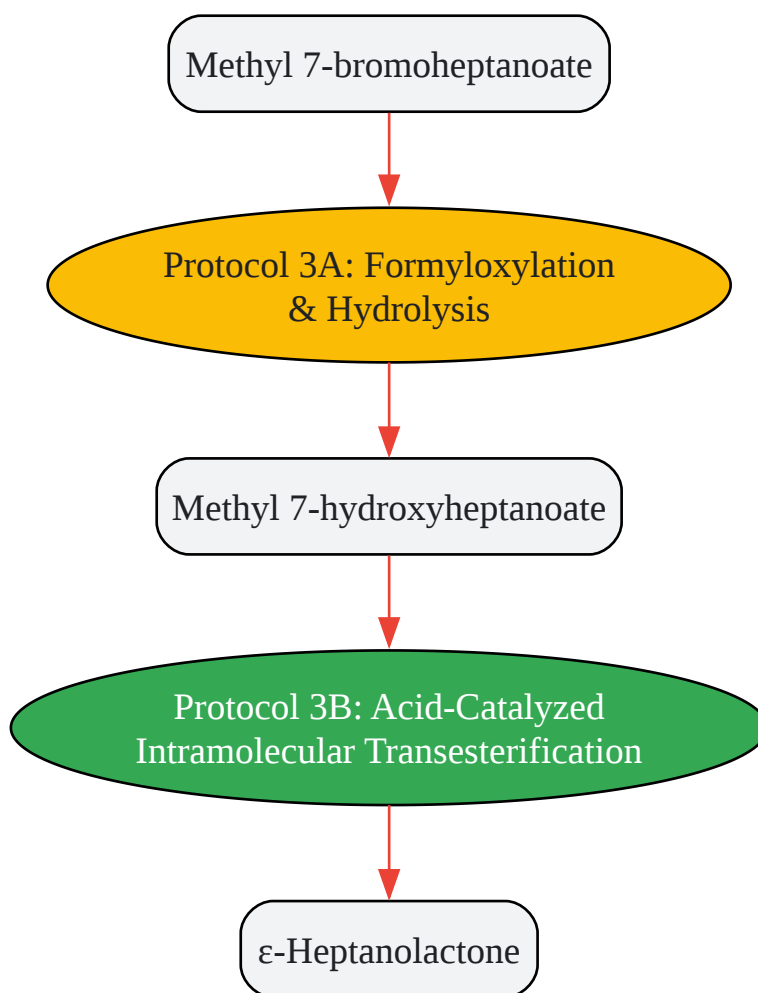 Methyl 7-bromoheptanoate
Protocol 3A: Formyloxylation
& Hydrolysis
Methyl 7-hydroxyheptanoate
Protocol 3B: Acid-Catalyzed
Intramolecular Transesterification
ε-Heptanolactone